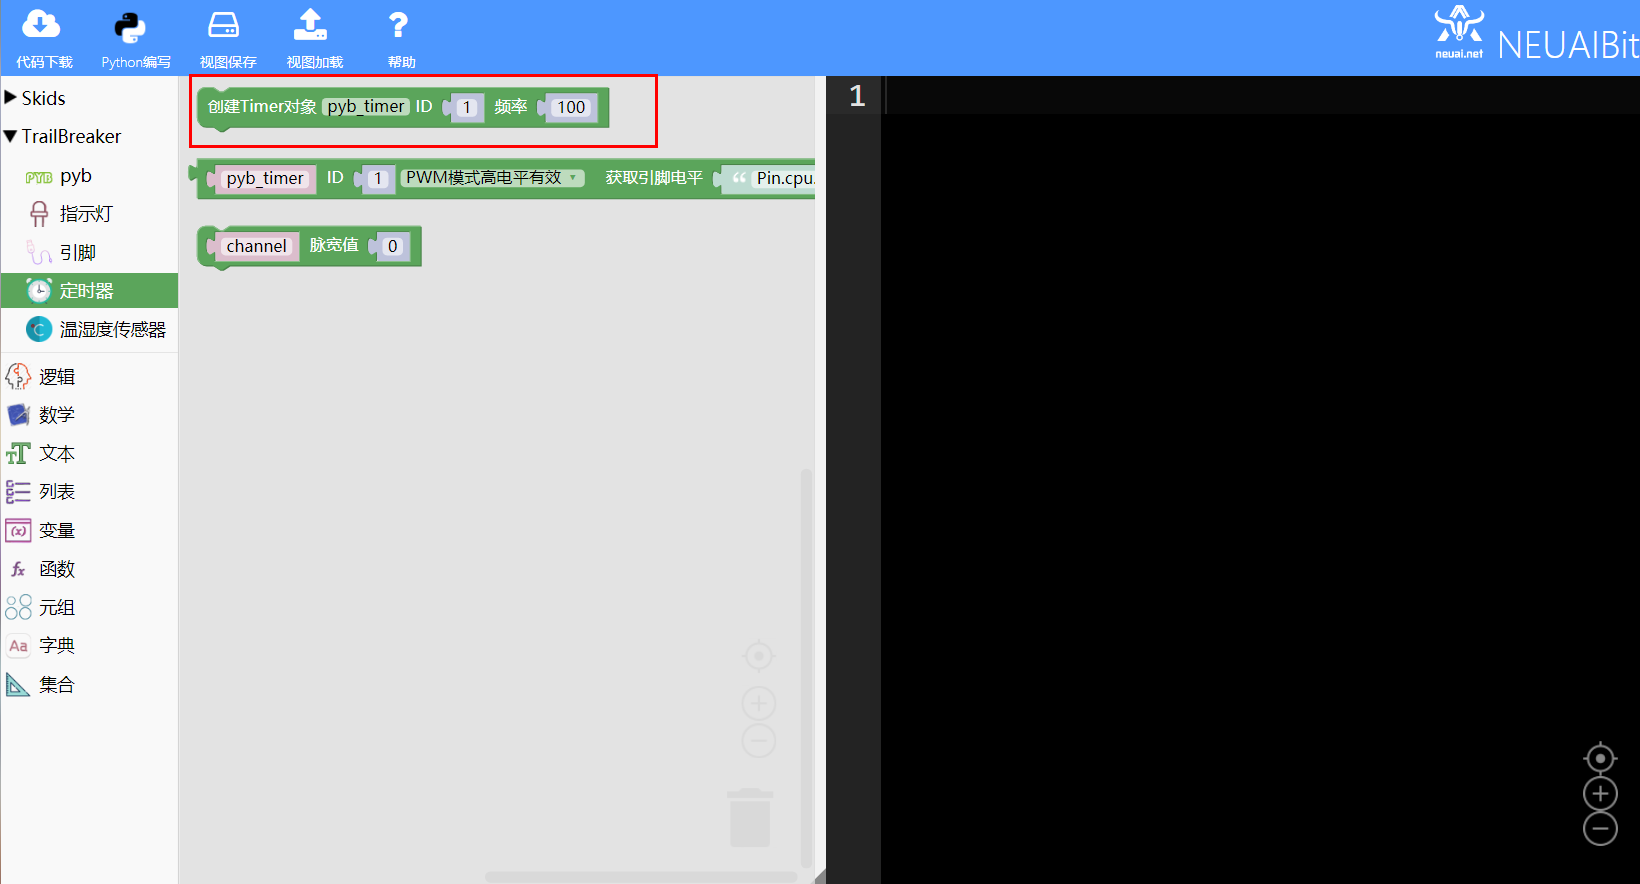 代码下载 Python编写 视图保存 视图加载 帮助
neuai.net NEUAIBit
Skids
TrailBreaker
PYB pyb
指示灯
引脚
定时器
C 温湿度传感器
逻辑
数学
TT 文本
列表
(x) 变量
fx 函数
元组
Aa 字典
集合
创建Timer对象 pyb_timer ID 1 频率 100
pyb_timer ID 1 PWM模式高电平有效 获取引脚电平 “ Pin.cpu.
channel 脉宽值 0
1